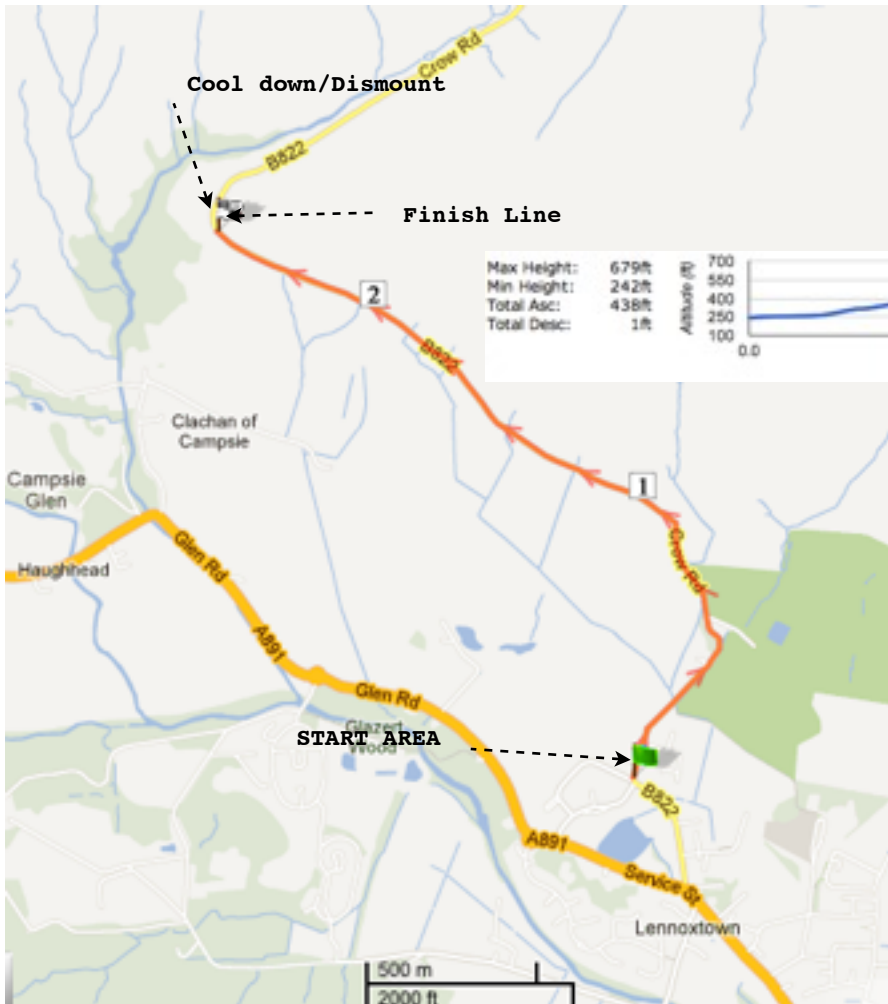 Crow Rd
Cool down/Dismount
B822
Finish Line
Max Height: 679ft
Min Height: 242ft
Total Asc: 438ft
Total Desc: 1ft
Altitude (ft)
700
550
400
250
100
0.0
2
B822
Clachan of
Campsie
Campsie
Glen
1
Glen Rd
Crow Rd
Haughhead
A891
Glen Rd
Glazert
Wood
START AREA
B822
A891
Service St
Lennoxtown
500 m
2000 ft